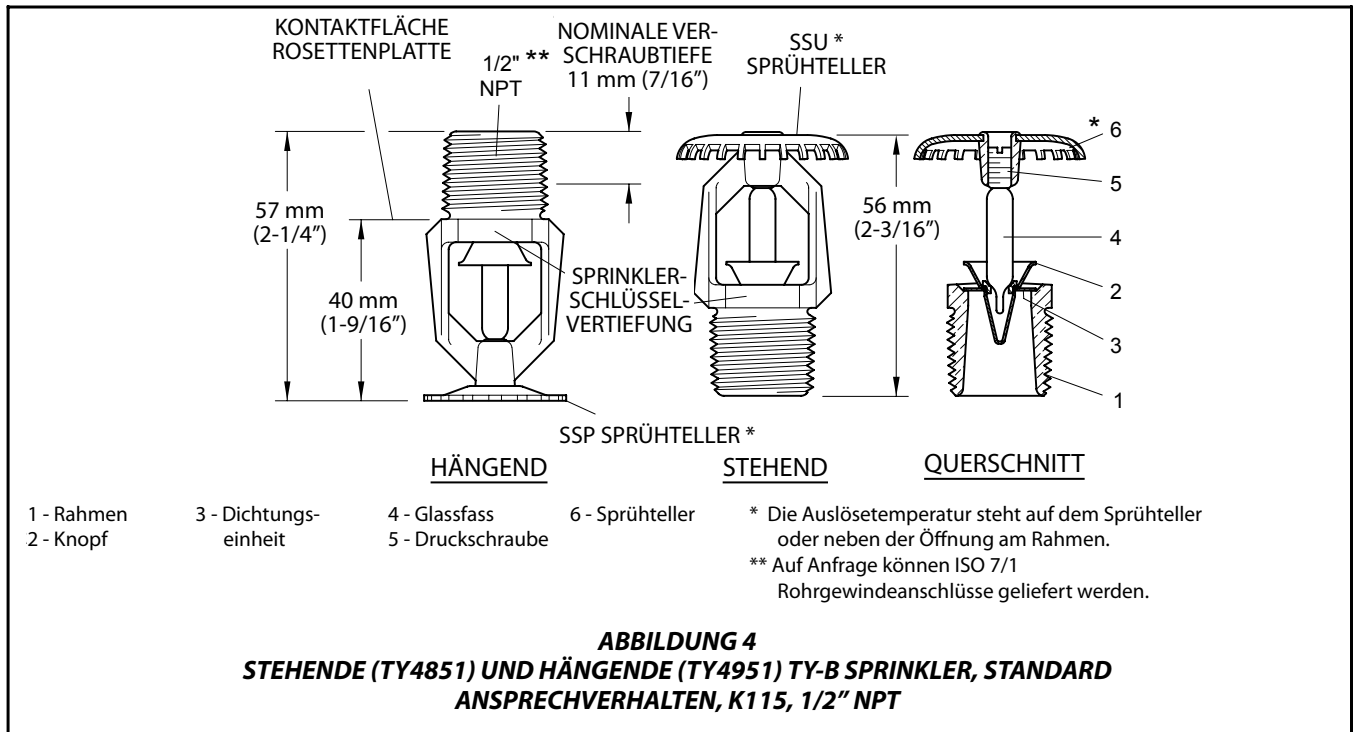 KONTAKTFLÄCHE
ROSETTENPLATTE
1/2" **
NPT
NOMINALE VER-
SCHRAUBTIEFE
11 mm (7/16”)
SSU *
SPRÜHTELLER
* 6
5
4
2
3
1
57 mm
(2-1/4”)
40 mm
(1-9/16”)
SPRINKLER-
SCHLÜSSEL-
VERTIEFUNG
56 mm
(2-3/16”)
SSP SPRÜHTELLER *
HÄNGEND
STEHEND
QUERSCHNITT
1 - Rahmen
2 - Knopf
3 - Dichtungs-
einheit
4 - Glassfass
5 - Druckschraube
6 - Sprühteller
* Die Auslösetemperatur steht auf dem Sprühteller
oder neben der Öffnung am Rahmen.
** Auf Anfrage können ISO 7/1
Rohrgewindeanschlüsse geliefert werden.
ABBILDUNG 4
STEHENDE (TY4851) UND HÄNGENDE (TY4951) TY-B SPRINKLER, STANDARD
ANSPRECHVERHALTEN, K115, 1/2” NPT